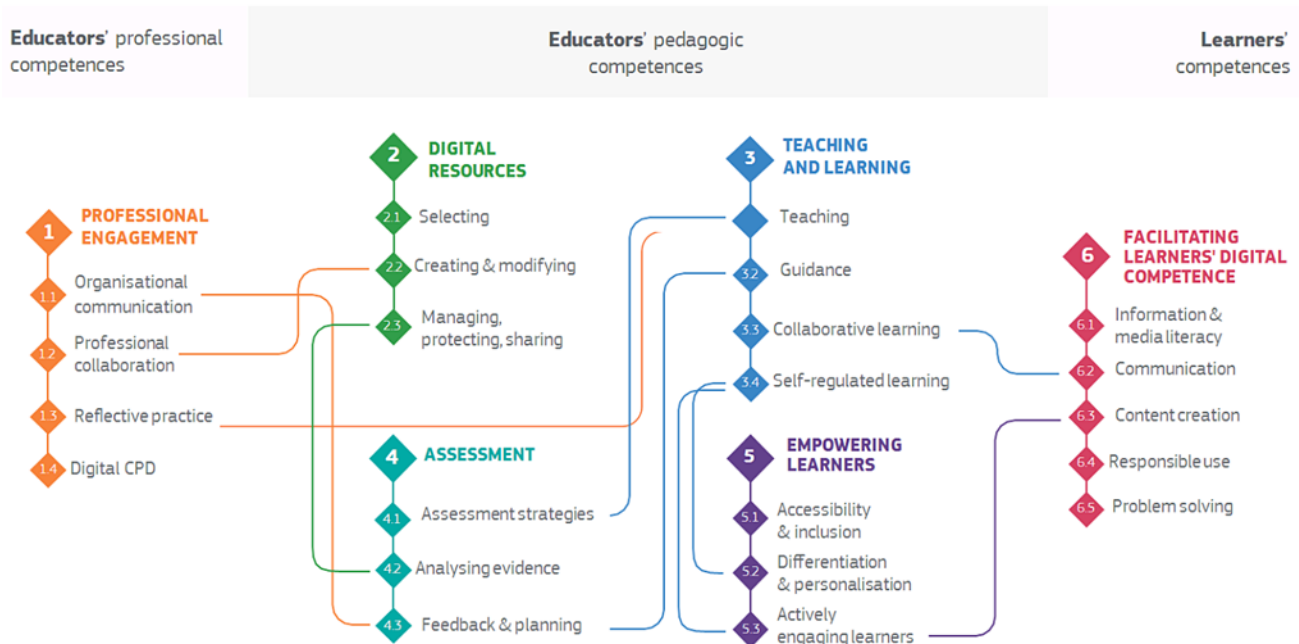 Educators' professional
competences
Educators' pedagogic
competences
Learners'
competences
1
PROFESSIONAL
ENGAGEMENT
1.1
Organisational
communication
1.2
Professional
collaboration
1.3
Reflective practice
1.4
Digital CPD
2
DIGITAL
RESOURCES
2.1
Selecting
2.2
Creating & modifying
2.3
Managing,
protecting, sharing
3
TEACHING
AND LEARNING
Teaching
3.2
Guidance
3.3
Collaborative learning
3.4
Self-regulated learning
4
ASSESSMENT
4.1
Assessment strategies
4.2
Analysing evidence
4.3
Feedback & planning
5
EMPOWERING
LEARNERS
5.1
Accessibility
& inclusion
5.2
Differentiation
& personalisation
5.3
Actively
engaging learners
6
FACILITATING
LEARNERS' DIGITAL
COMPETENCE
6.1
Information &
media literacy
6.2
Communication
6.3
Content creation
6.4
Responsible use
6.5
Problem solving